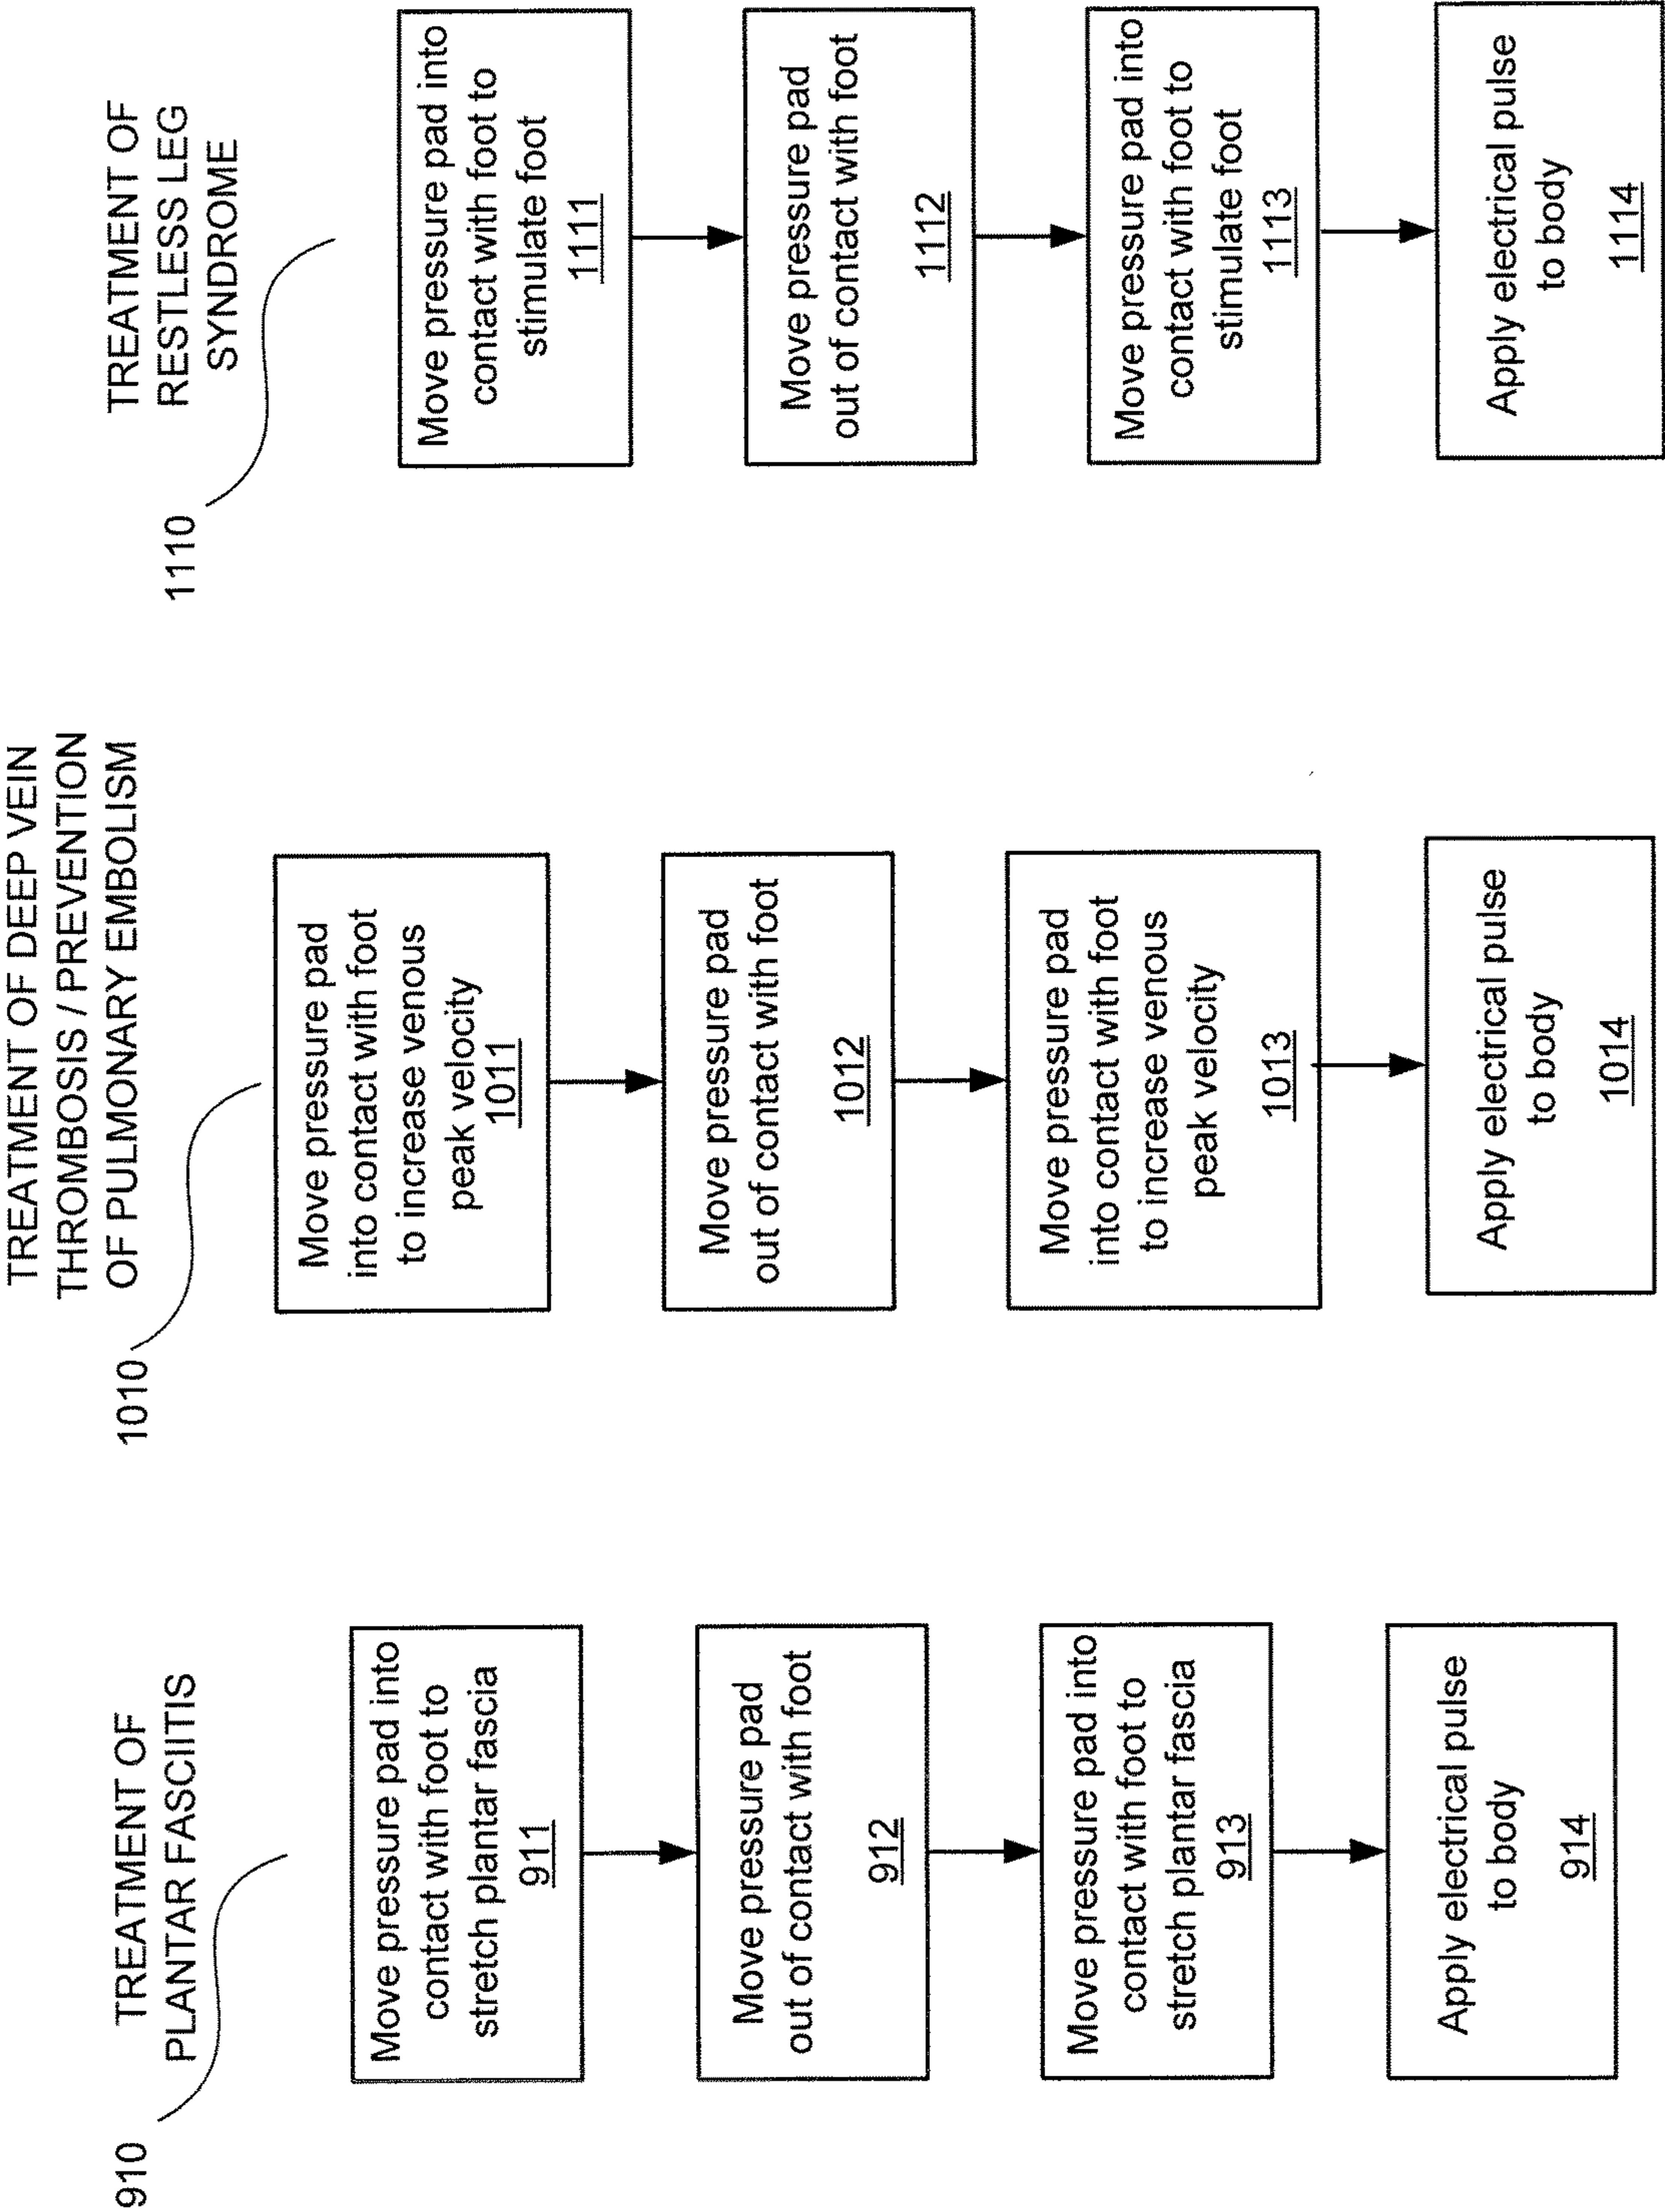 910
TREATMENT OF
PLANTAR FASCIITIS
Move pressure pad into
contact with foot to
stretch plantar fascia
911
Move pressure pad
out of contact with foot
912
Move pressure pad into
contact with foot to
stretch plantar fascia
913
Apply electrical pulse
to body
914
TREATMENT OF DEEP VEIN
THROMBOSIS / PREVENTION
OF PULMONARY EMBOLISM
1010
Move pressure pad
into contact with foot
to increase venous
peak velocity
1011
Move pressure pad
out of contact with foot
1012
Move pressure pad
into contact with foot
to increase venous
peak velocity
1013
Apply electrical pulse
to body
1014
TREATMENT OF
RESTLESS LEG
SYNDROME
1110
Move pressure pad into
contact with foot to
stimulate foot
1111
Move pressure pad
out of contact with foot
1112
Move pressure pad into
contact with foot to
stimulate foot
1113
Apply electrical pulse
to body
1114